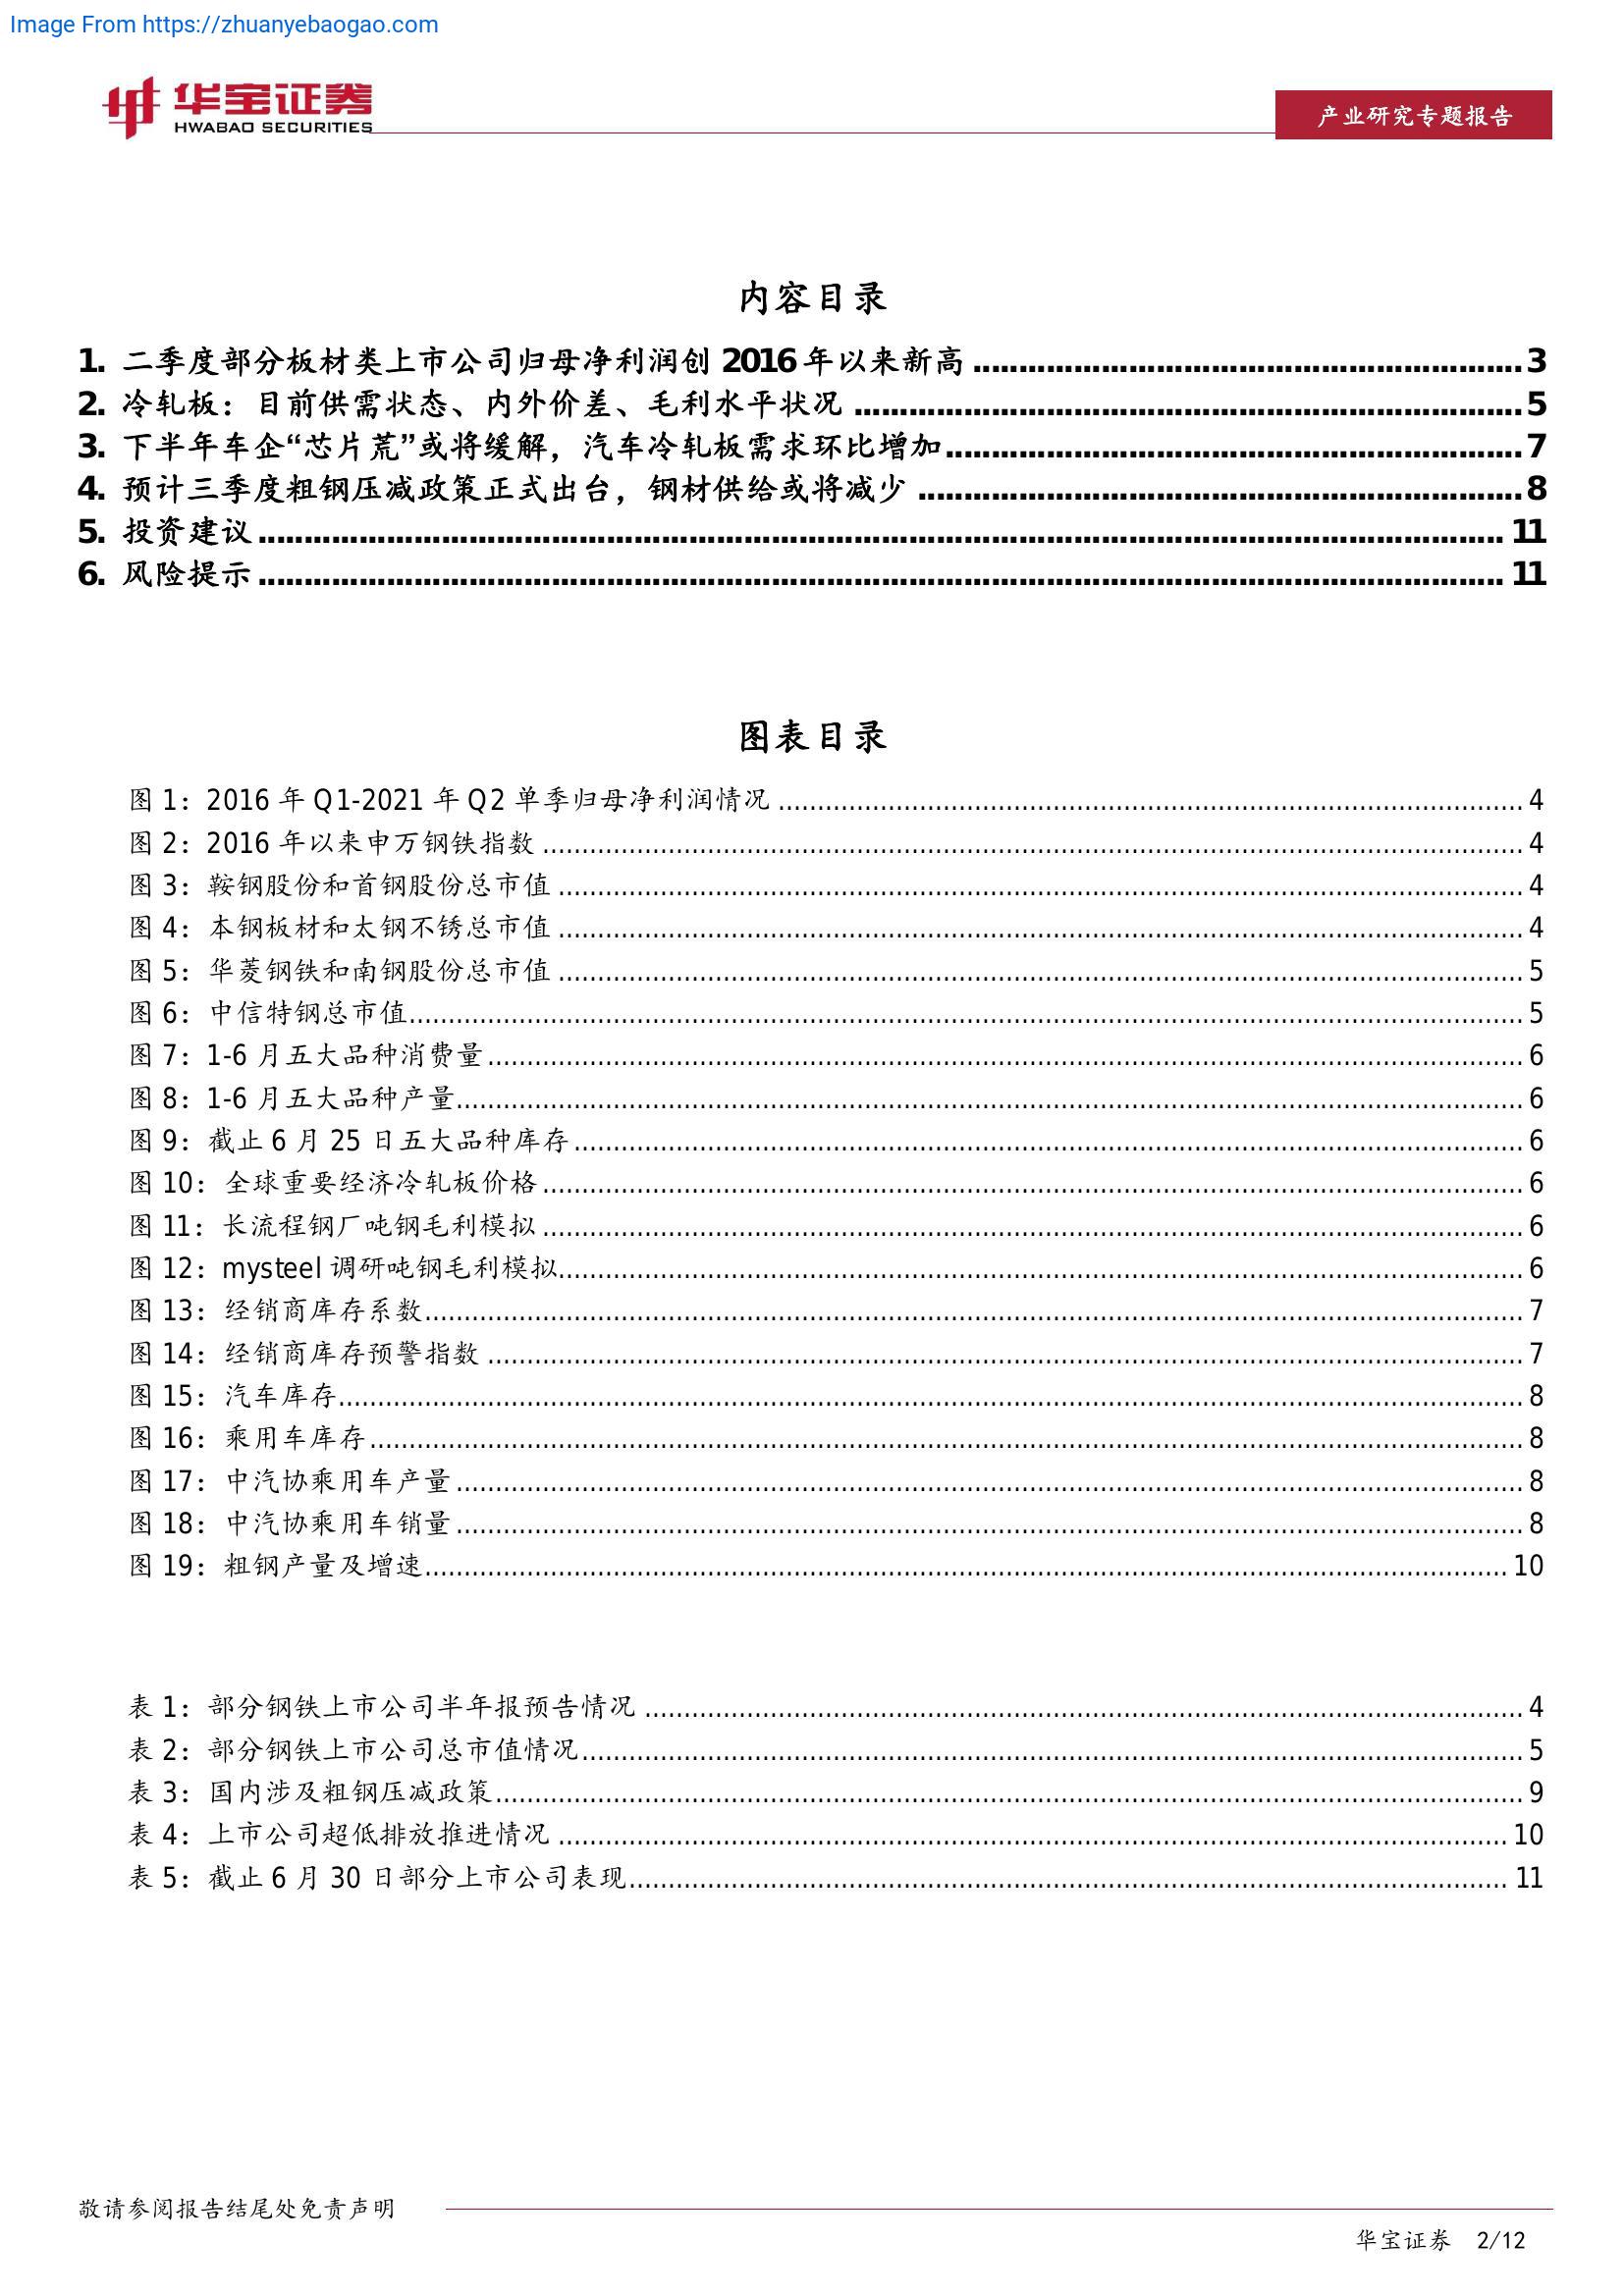 Image From https://zhuanyebaogao.com
华宝证券
HWABAO SECURITIES
产业研究专题报告
内容目录
1. 二季度部分板材类上市公司归母净利润创 2016 年以来新高 3
2. 冷轧板：目前供需状态、内外价差、毛利水平状况 5
3. 下半年车企“芯片荒”或将缓解，汽车冷轧板需求环比增加 7
4. 预计三季度粗钢压减政策正式出台，钢材供给或将减少 8
5. 投资建议 11
6. 风险提示 11
图表目录
图 1：2016 年 Q1-2021 年 Q2 单季归母净利润情况 4
图 2：2016 年以来申万钢铁指数 4
图 3：鞍钢股份和首钢股份总市值 4
图 4：本钢板材和太钢不锈总市值 4
图 5：华菱钢铁和南钢股份总市值 5
图 6：中信特钢总市值 5
图 7：1-6 月五大品种消费量 6
图 8：1-6 月五大品种产量 6
图 9：截止 6 月 25 日五大品种库存 6
图 10：全球重要经济冷轧板价格 6
图 11：长流程钢厂吨钢毛利模拟 6
图 12：mysteel 调研吨钢毛利模拟 6
图 13：经销商库存系数 7
图 14：经销商库存预警指数 7
图 15：汽车库存 8
图 16：乘用车库存 8
图 17：中汽协乘用车产量 8
图 18：中汽协乘用车销量 8
图 19：粗钢产量及增速 10
表 1：部分钢铁上市公司半年报预告情况 4
表 2：部分钢铁上市公司总市值情况 5
表 3：国内涉及粗钢压减政策 9
表 4：上市公司超低排放推进情况 10
表 5：截止 6 月 30 日部分上市公司表现 11
敬请参阅报告结尾处免责声明
华宝证券 2/12